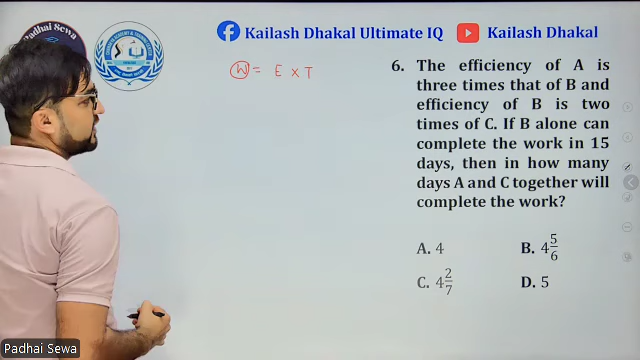 Padhai Sewa
Kailash Dhakal Ultimate IQ
Kailash Dhakal
W = E × T
6. The efficiency of A is
three times that of B and
efficiency of B is two
times of C. If B alone can
complete the work in 15
days, then in how many
days A and C together will
complete the work?
A. 4
B. 4 5/6
C. 4 2/7
D. 5
Padhai Sewa